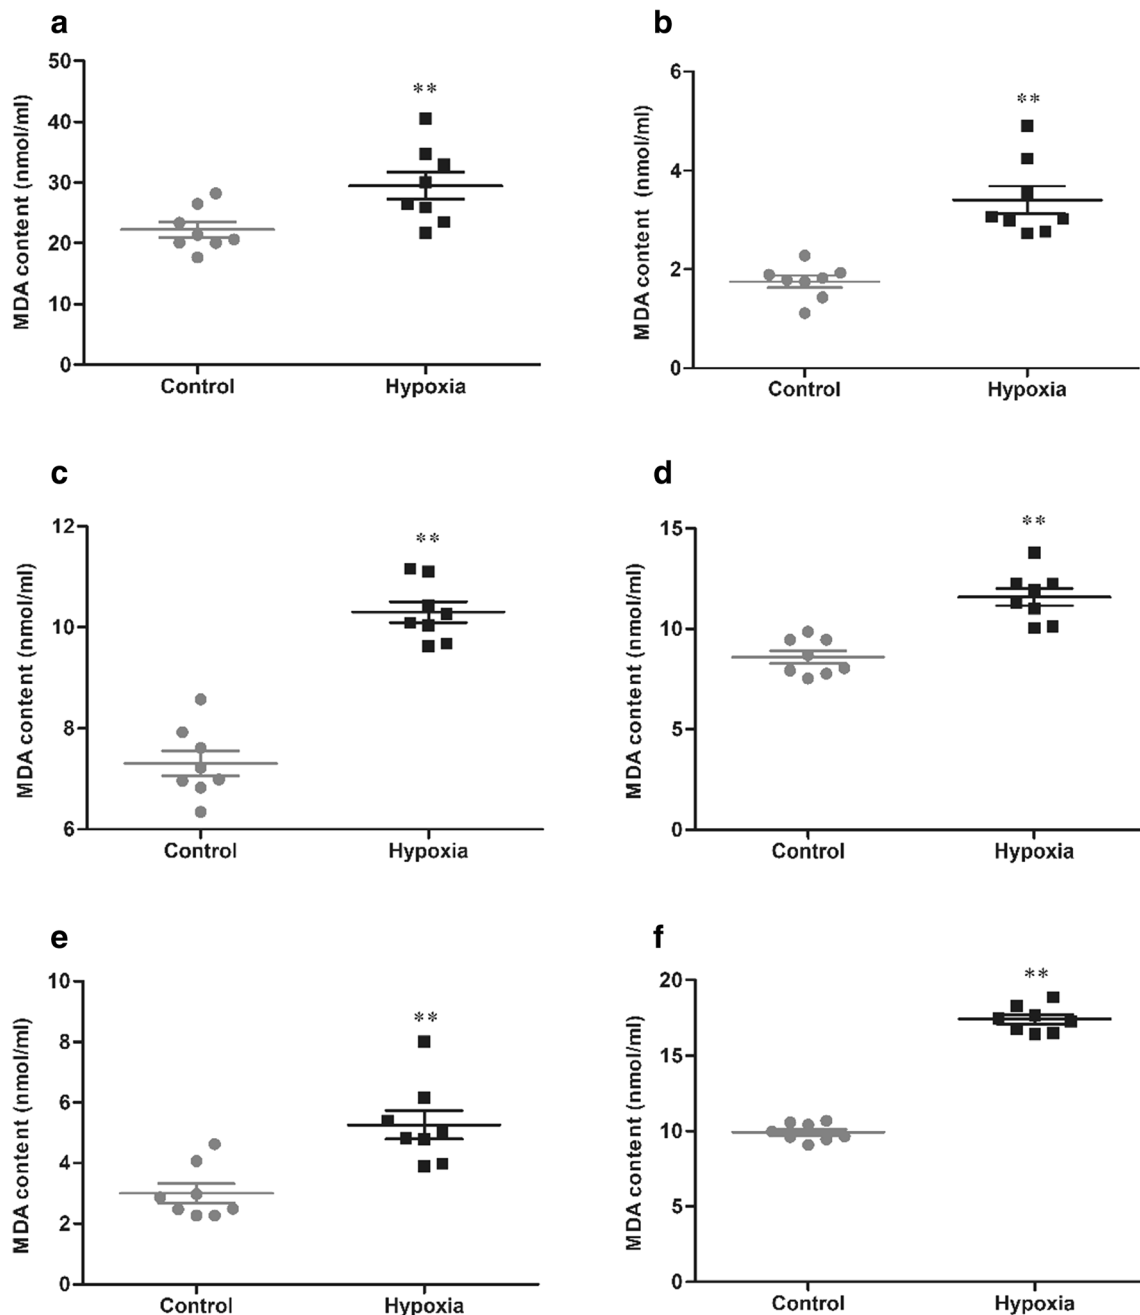 a
MDA content (nmol/ml)
50
40
30
20
10
0
**
Control
Hypoxia
b
MDA content (nmol/ml)
6
4
2
0
**
Control
Hypoxia
c
MDA content (nmol/ml)
12
10
8
6
**
Control
Hypoxia
d
MDA content (nmol/ml)
15
10
5
0
**
Control
Hypoxia
e
MDA content (nmol/ml)
10
8
6
4
2
0
**
Control
Hypoxia
f
MDA content (nmol/ml)
20
15
10
5
0
**
Control
Hypoxia